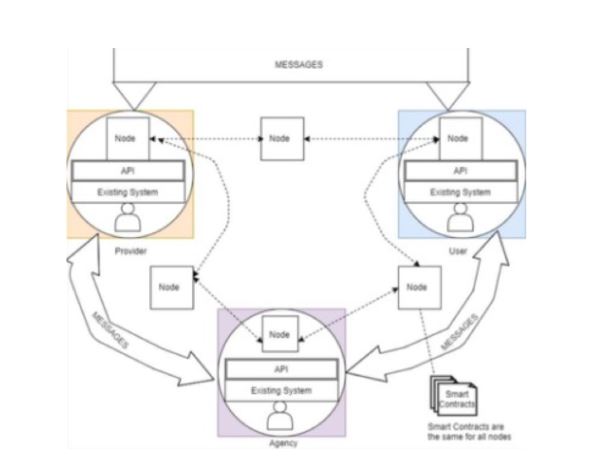 MESSAGES
Node
Node
Node
API
API
Existing System
Existing System
Provider
User
Node
Node
MESSAGES
MESSAGES
Node
API
Existing System
Agency
Smart
Contracts
Smart Contracts are
the same for all nodes